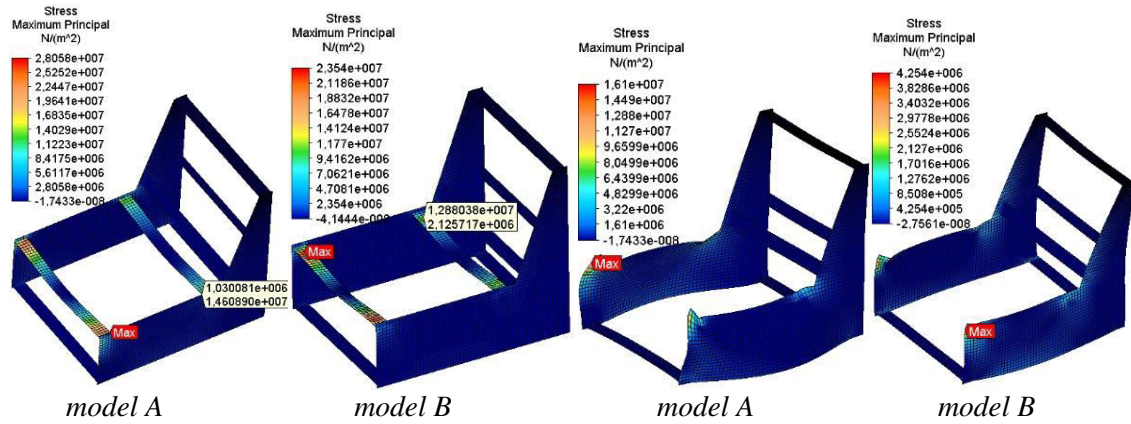 Stress
Maximum Principal
N/(m^2)
2,8058e+007
2,5252e+007
2,2447e+007
1,9641e+007
1,6835e+007
1,4029e+007
1,1223e+007
8,4175e+006
5,6117e+006
2,8058e+006
-1,7433e-008
1,030081e+006
1,460890e+007
Max
model A
Stress
Maximum Principal
N/(m^2)
2,354e+007
2,1186e+007
1,8832e+007
1,6478e+007
1,4124e+007
1,177e+007
9,4162e+006
7,0621e+006
4,7081e+006
2,354e+006
-4,1444e-008
1,288038e+007
2,125717e+006
Max
model B
Stress
Maximum Principal
N/(m^2)
1,61e+007
1,449e+007
1,288e+007
1,127e+007
9,6599e+006
8,0499e+006
6,4399e+006
4,8299e+006
3,22e+006
1,61e+006
-1,7433e-008
Max
model A
Stress
Maximum Principal
N/(m^2)
4,254e+006
3,8286e+006
3,4032e+006
2,9778e+006
2,5524e+006
2,127e+006
1,7016e+006
1,2762e+006
8,508e+005
4,254e+005
-2,7561e-008
Max
model B